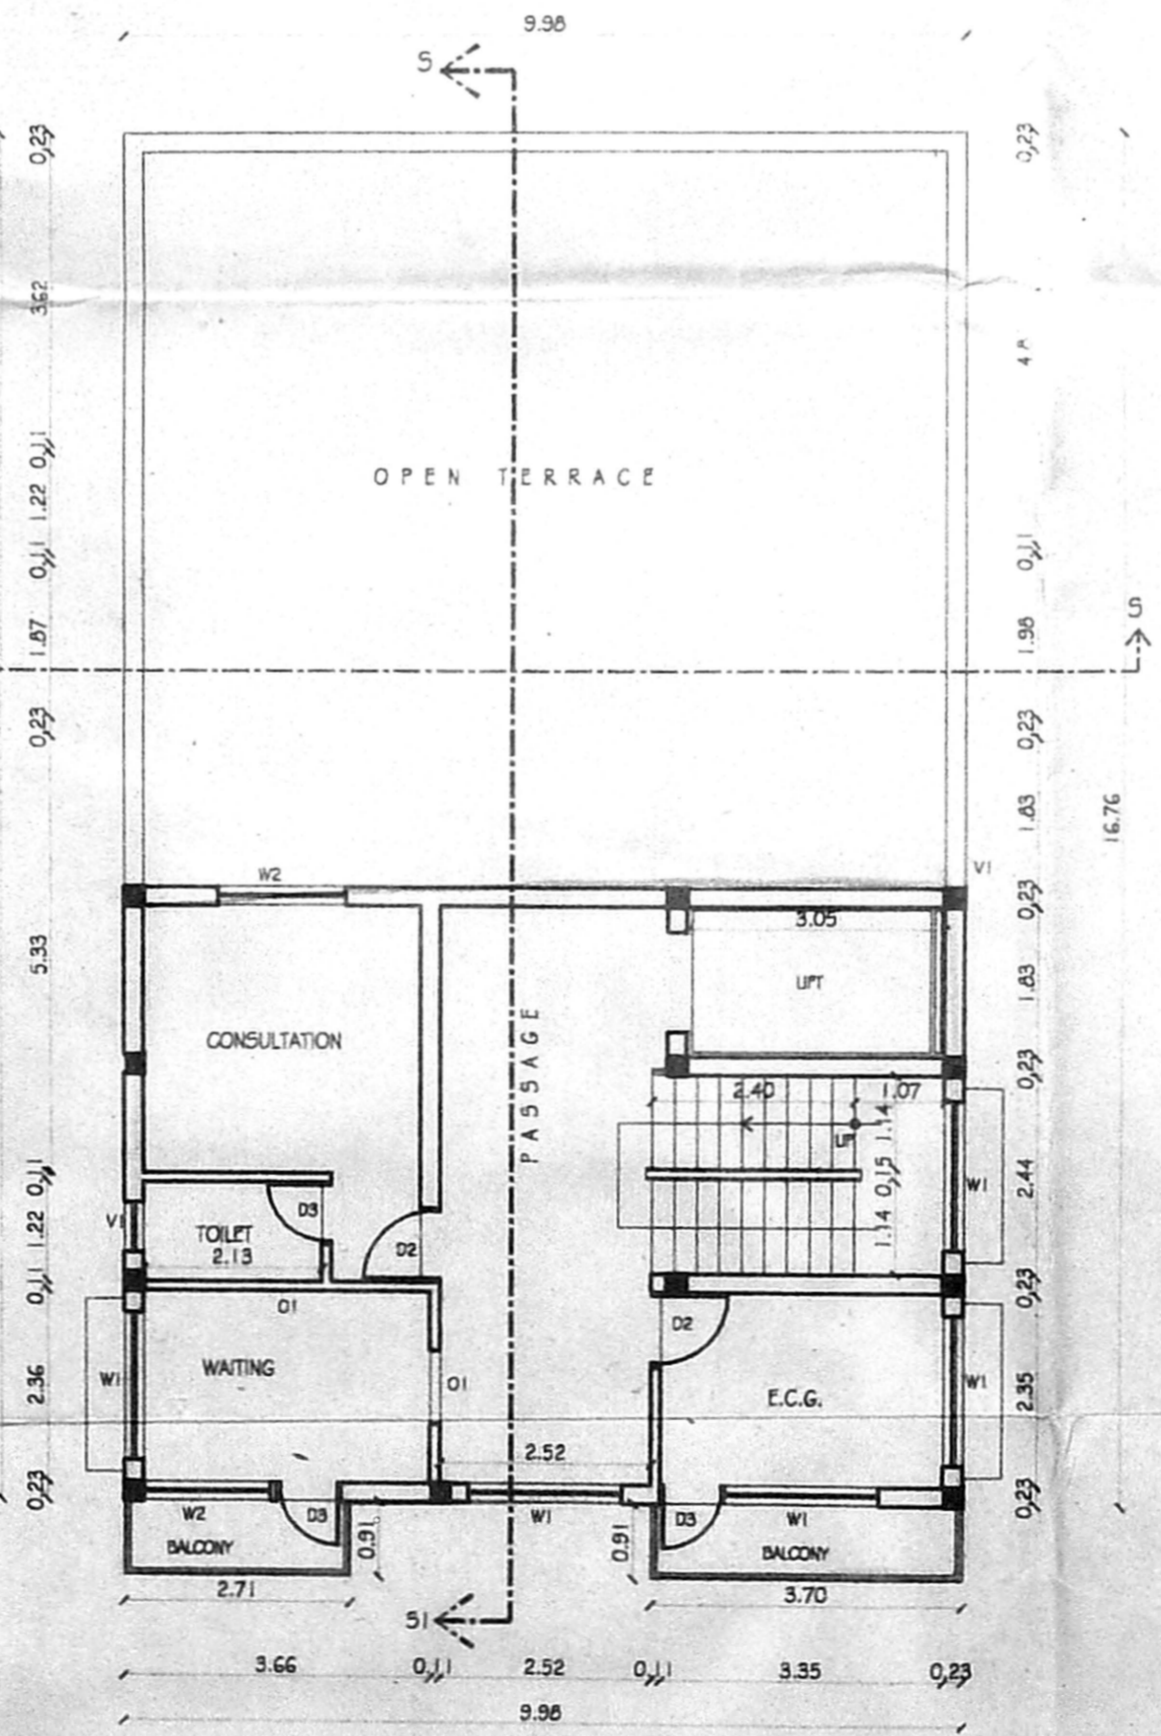 9.98
S
0,23
0,23
3.62
4.8
OPEN TERRACE
0,11
1.22
0,11
0,11
S
1.87
1.98
0,23
0,23
1.83
16.76
W2
V1
0,23
3.05
5.33
LIFT
1.83
CONSULTATION
PASSAGE
0,23
2.40
1.07
UP
1.14
0,11
0,15
2.44
W1
D3
V1
1.22
TOILET
2.13
D2
1.14
0,11
0,23
O1
D2
WAITING
W1
O1
W1
2.36
E.C.G.
2.35
2.52
0,23
0,23
W2
D3
W1
D3
W1
0.91
0.91
BALCONY
BALCONY
2.71
3.70
S1
3.66
0,11
2.52
0,11
3.35
0,23
9.98